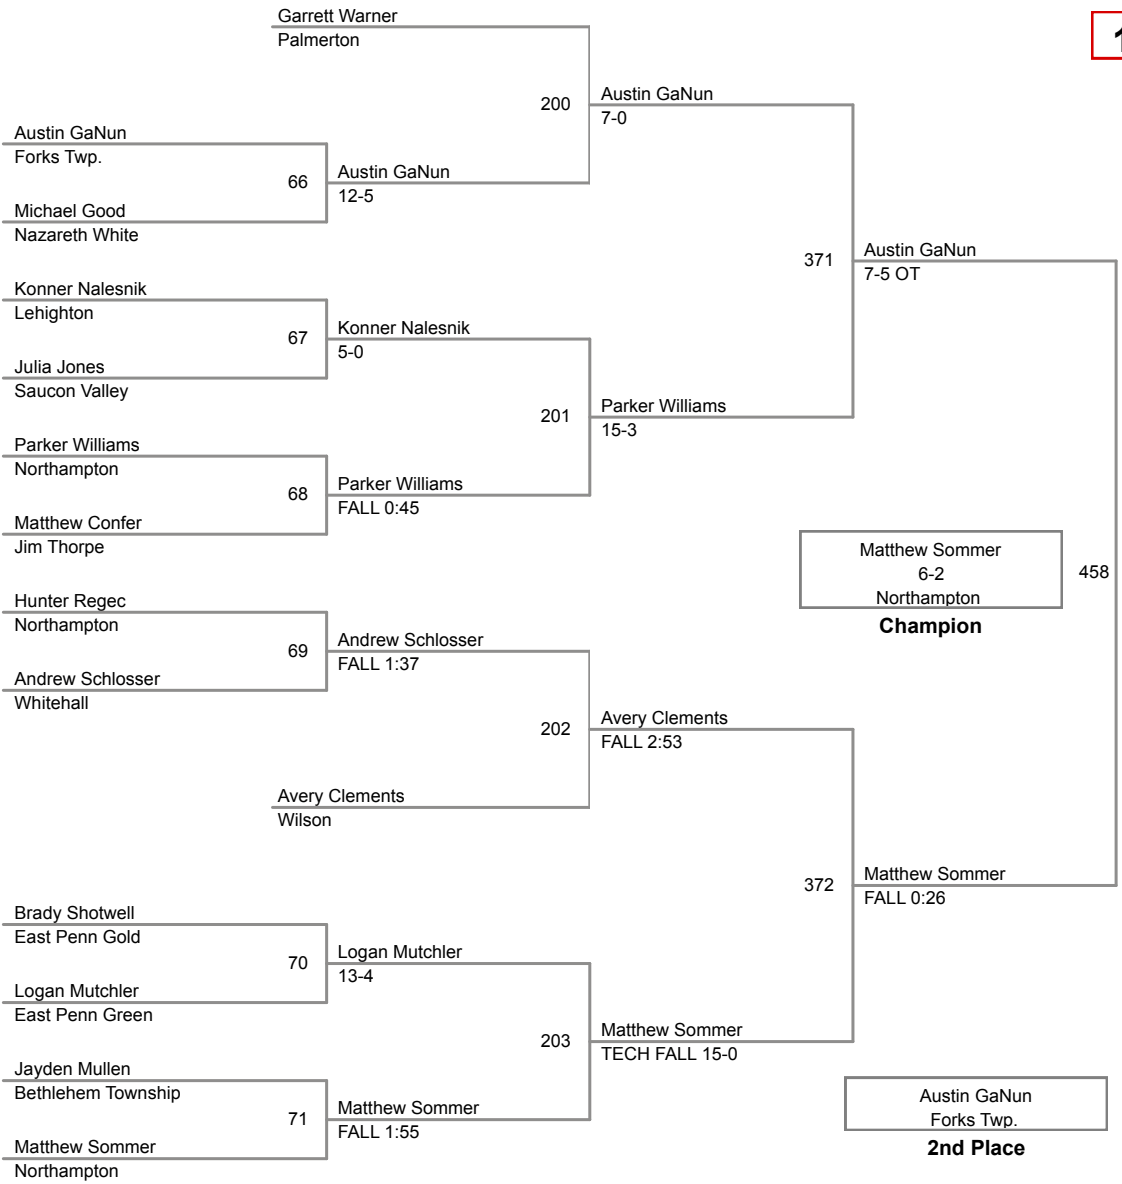 Garrett Warner
Palmerton
1
200
Austin GaNun
7-0
Austin GaNun
Forks Twp.
66
Austin GaNun
12-5
Michael Good
Nazareth White
371
Austin GaNun
7-5 OT
Konner Nalesnik
Lehighton
67
Konner Nalesnik
5-0
Julia Jones
Saucon Valley
201
Parker Williams
15-3
Parker Williams
Northampton
68
Parker Williams
FALL 0:45
Matthew Confer
Jim Thorpe
Matthew Sommer
6-2
Northampton
Champion
458
Hunter Regec
Northampton
69
Andrew Schlosser
FALL 1:37
Andrew Schlosser
Whitehall
202
Avery Clements
FALL 2:53
Avery Clements
Wilson
372
Matthew Sommer
FALL 0:26
Brady Shotwell
East Penn Gold
70
Logan Mutchler
13-4
Logan Mutchler
East Penn Green
203
Matthew Sommer
TECH FALL 15-0
Jayden Mullen
Bethlehem Township
71
Matthew Sommer
FALL 1:55
Matthew Sommer
Northampton
Austin GaNun
Forks Twp.
2nd Place